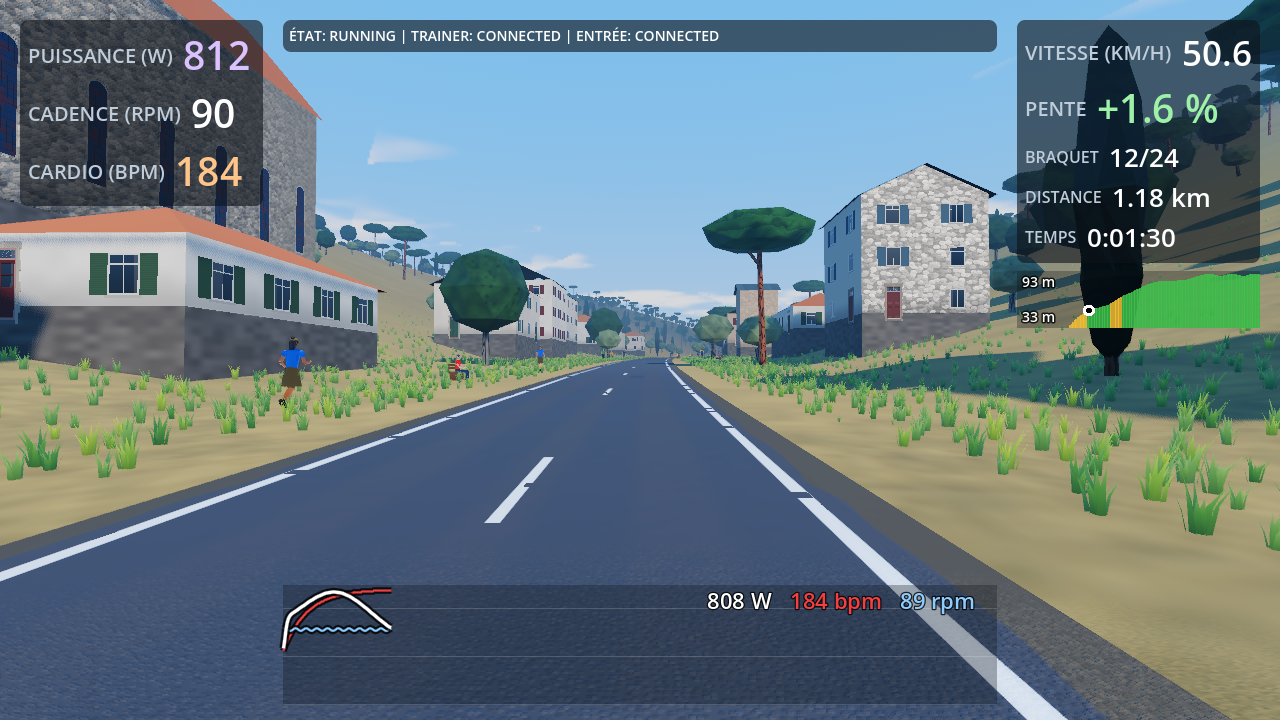 PUISSANCE (W) 812
CADENCE (RPM) 90
CARDIO (BPM) 184
ÉTAT: RUNNING | TRAINER: CONNECTED | ENTRÉE: CONNECTED
VITESSE (KM/H) 50.6
PENTE +1.6 %
BRAQUET 12/24
DISTANCE 1.18 km
TEMPS 0:01:30
93 m
33 m
808 W 184 bpm 89 rpm